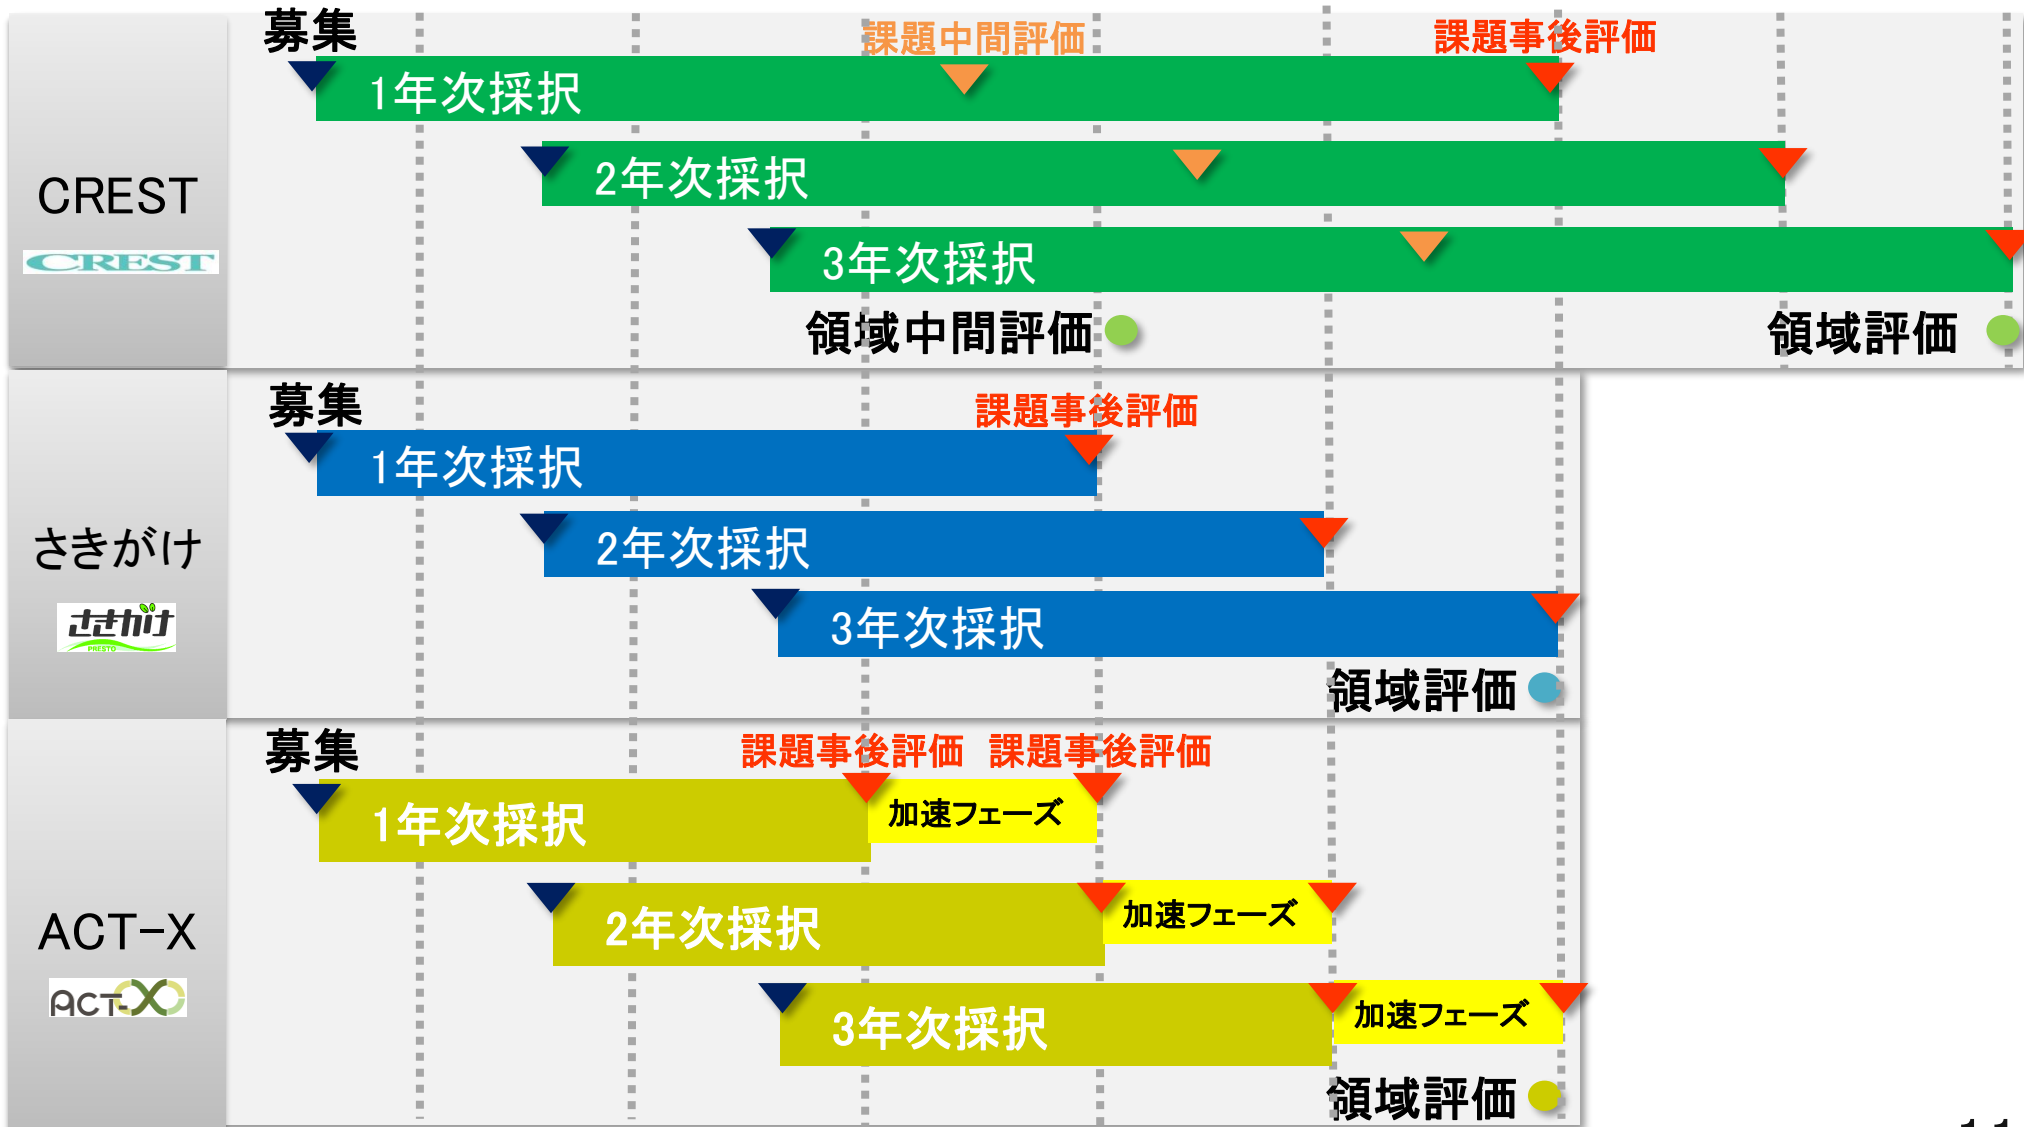 募集
課題中間評価
課題事後評価
1年次採択
2年次採択
CREST
CREST
3年次採択
領域中間評価
領域評価
募集
課題事後評価
1年次採択
2年次採択
さきがけ
さきがけ
PRESTO
3年次採択
領域評価
募集
課題事後評価 課題事後評価
1年次採択
加速フェーズ
2年次採択
加速フェーズ
ACT-X
ACT-X
3年次採択
加速フェーズ
領域評価
11